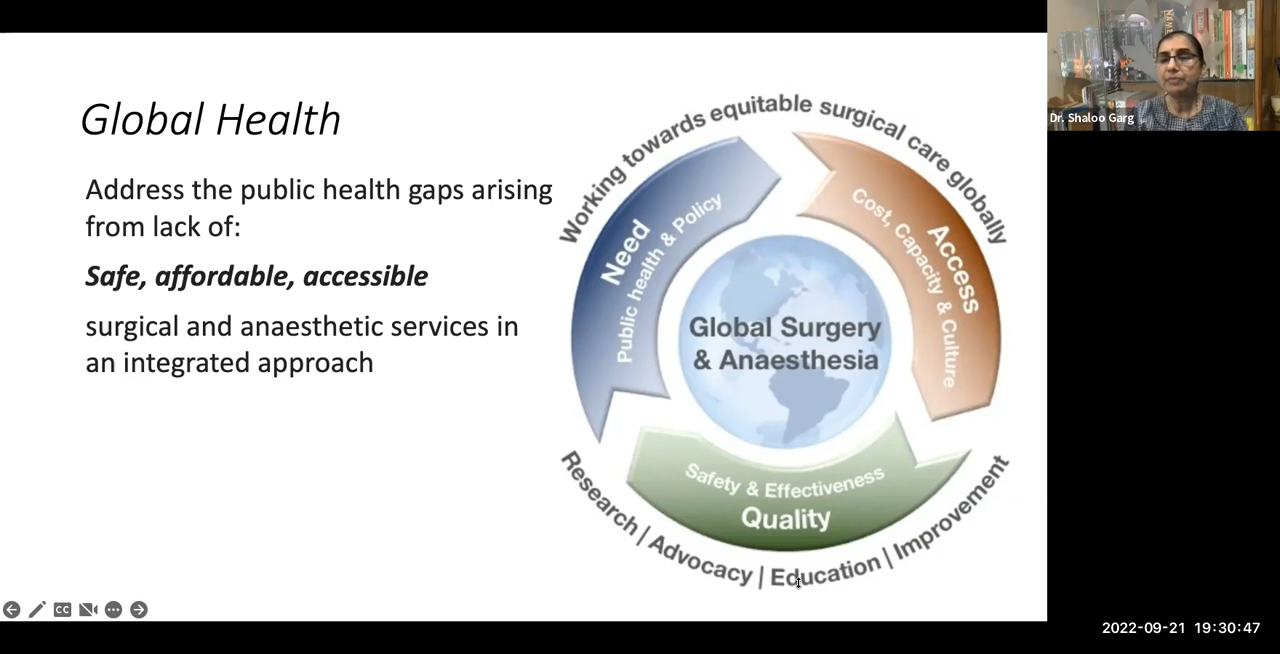 Global Health
Address the public health gaps arising
from lack of:
Safe, affordable, accessible
surgical and anaesthetic services in
an integrated approach
Working towards equitable surgical care globally
Need
Public health & Policy
Access
Cost, Capacity & Culture
Global Surgery
& Anaesthesia
Safety & Effectiveness
Quality
Research | Advocacy | Education | Improvement
Dr. Shaloo Garg
CC
2022-09-21 19:30:47